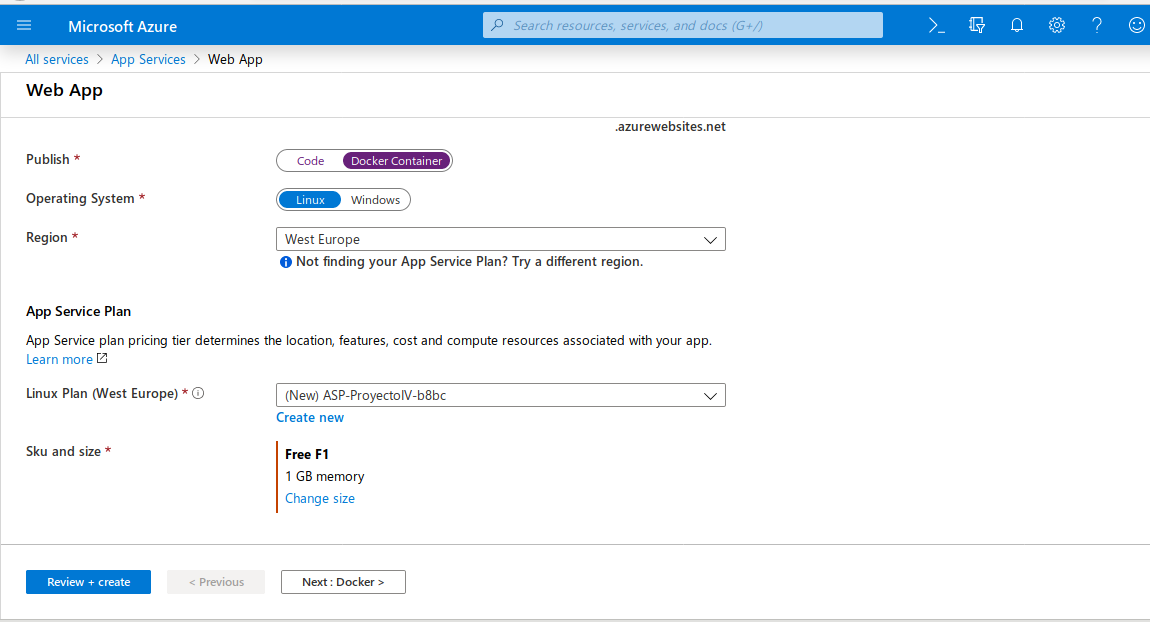 Microsoft Azure
Search resources, services, and docs (G+/)
All services > App Services > Web App
Web App
.azurewebsites.net
Publish *
Code Docker Container
Operating System *
Linux Windows
Region *
West Europe
Not finding your App Service Plan? Try a different region.
App Service Plan
App Service plan pricing tier determines the location, features, cost and compute resources associated with your app.
Learn more
Linux Plan (West Europe) *
(New) ASP-ProyectoIV-b8bc
Create new
Sku and size *
Free F1
1 GB memory
Change size
Review + create
< Previous
Next : Docker >